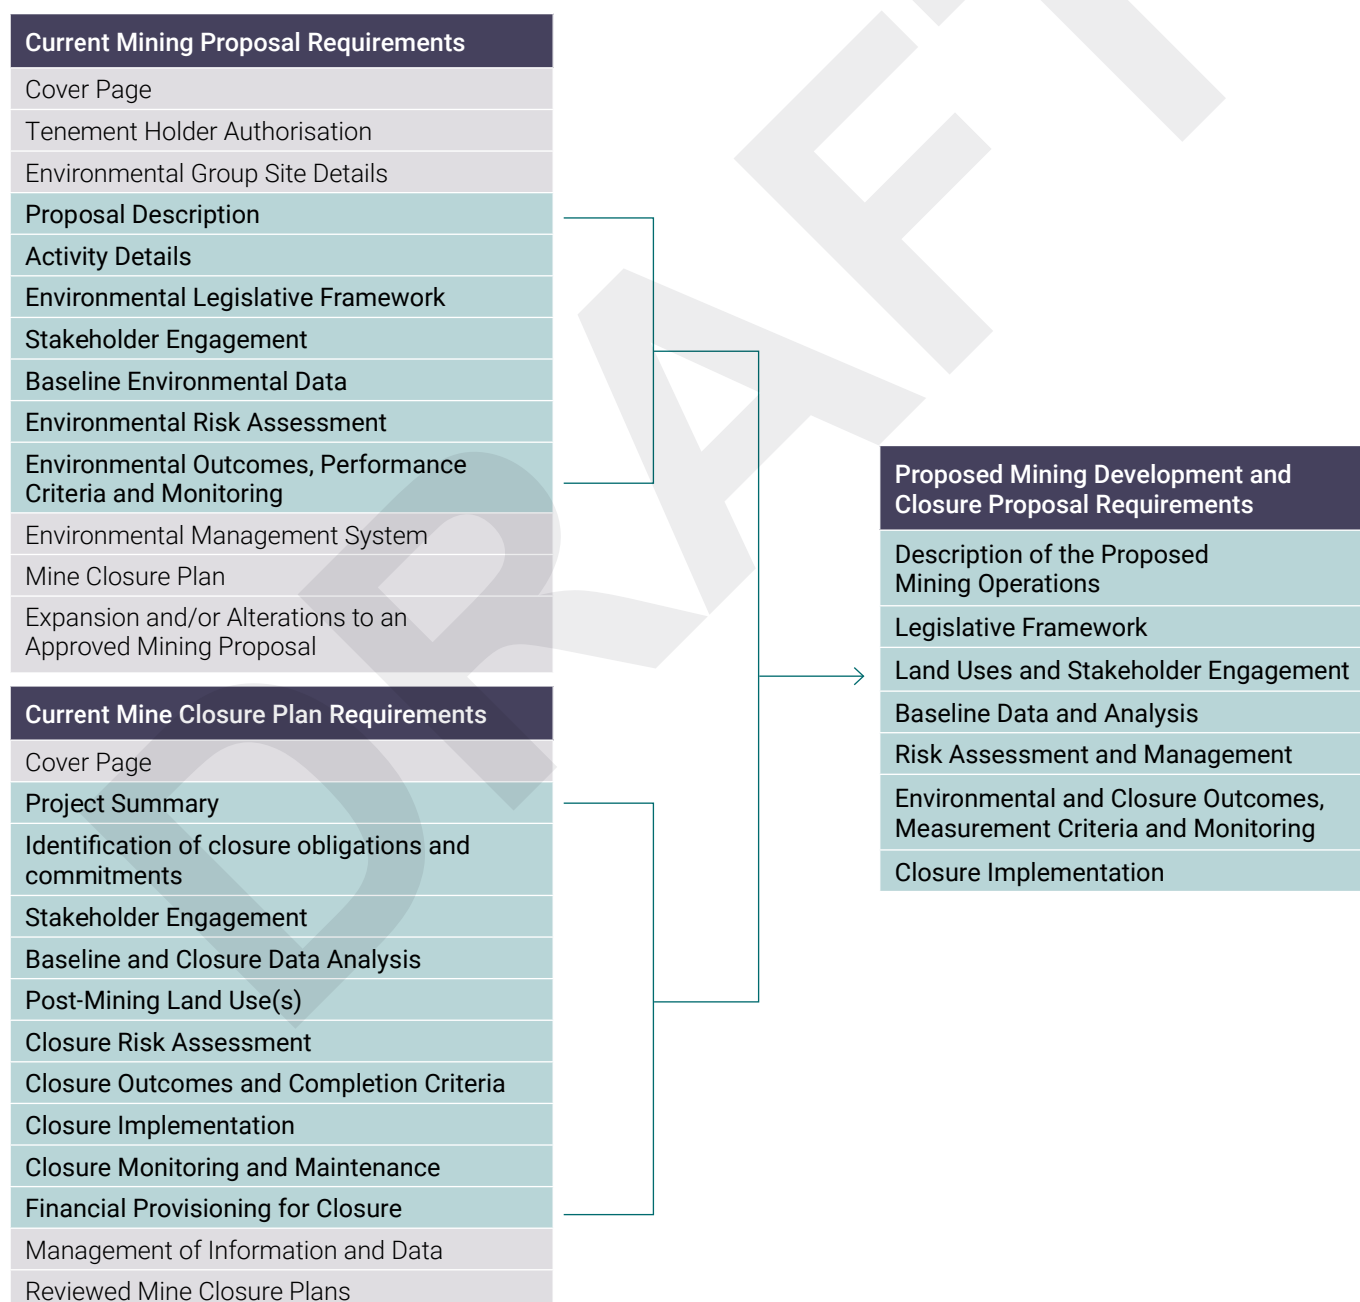 Current Mining Proposal Requirements
Cover Page
Tenement Holder Authorisation
Environmental Group Site Details
Proposal Description
Activity Details
Environmental Legislative Framework
Stakeholder Engagement
Baseline Environmental Data
Environmental Risk Assessment
Environmental Outcomes, Performance
Criteria and Monitoring
Environmental Management System
Mine Closure Plan
Expansion and/or Alterations to an
Approved Mining Proposal
Current Mine Closure Plan Requirements
Cover Page
Project Summary
Identification of closure obligations and
commitments
Stakeholder Engagement
Baseline and Closure Data Analysis
Post-Mining Land Use(s)
Closure Risk Assessment
Closure Outcomes and Completion Criteria
Closure Implementation
Closure Monitoring and Maintenance
Financial Provisioning for Closure
Management of Information and Data
Reviewed Mine Closure Plans
Proposed Mining Development and
Closure Proposal Requirements
Description of the Proposed
Mining Operations
Legislative Framework
Land Uses and Stakeholder Engagement
Baseline Data and Analysis
Risk Assessment and Management
Environmental and Closure Outcomes,
Measurement Criteria and Monitoring
Closure Implementation
DRAFT